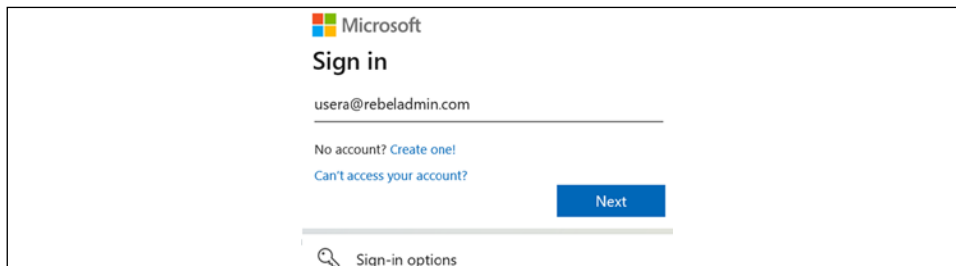 Microsoft
Sign in
usera@rebeladmin.com
No account? Create one!
Can't access your account?
Next
Sign-in options